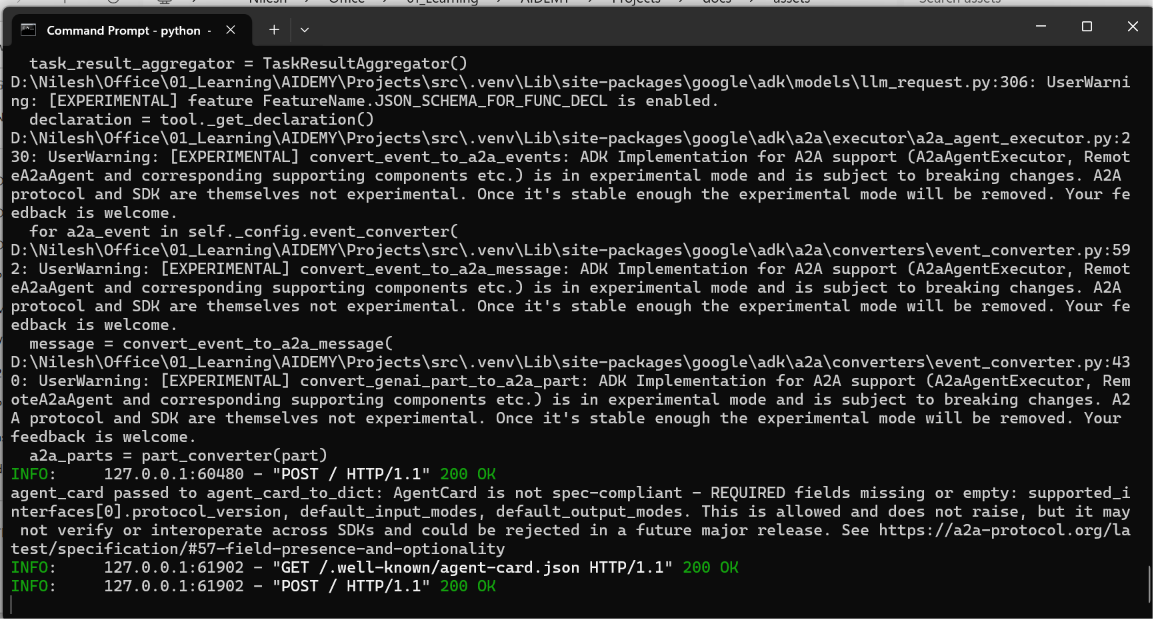 Nilesh Office 01_Learning AIDEMY Projects docs assets Search assets
Command Prompt - python -
task_result_aggregator = TaskResultAggregator()
D:\Nilesh\Office\01_Learning\AIDEMY\Projects\src\.venv\Lib\site-packages\google\adk\models\llm_request.py:306: UserWarni
ng: [EXPERIMENTAL] feature FeatureName.JSON_SCHEMA_FOR_FUNC_DECL is enabled.
declaration = tool._get_declaration()
D:\Nilesh\Office\01_Learning\AIDEMY\Projects\src\.venv\Lib\site-packages\google\adk\a2a\executor\a2a_agent_executor.py:2
30: UserWarning: [EXPERIMENTAL] convert_event_to_a2a_events: ADK Implementation for A2A support (A2aAgentExecutor, Remot
eA2aAgent and corresponding supporting components etc.) is in experimental mode and is subject to breaking changes. A2A
protocol and SDK are themselves not experimental. Once it's stable enough the experimental mode will be removed. Your fe
edback is welcome.
for a2a_event in self._config.event_converter(
D:\Nilesh\Office\01_Learning\AIDEMY\Projects\src\.venv\Lib\site-packages\google\adk\a2a\converters\event_converter.py:59
2: UserWarning: [EXPERIMENTAL] convert_event_to_a2a_message: ADK Implementation for A2A support (A2aAgentExecutor, Remot
eA2aAgent and corresponding supporting components etc.) is in experimental mode and is subject to breaking changes. A2A
protocol and SDK are themselves not experimental. Once it's stable enough the experimental mode will be removed. Your fe
edback is welcome.
message = convert_event_to_a2a_message(
D:\Nilesh\Office\01_Learning\AIDEMY\Projects\src\.venv\Lib\site-packages\google\adk\a2a\converters\event_converter.py:43
0: UserWarning: [EXPERIMENTAL] convert_genai_part_to_a2a_part: ADK Implementation for A2A support (A2aAgentExecutor, Rem
oteA2aAgent and corresponding supporting components etc.) is in experimental mode and is subject to breaking changes. A2
A protocol and SDK are themselves not experimental. Once it's stable enough the experimental mode will be removed. Your
feedback is welcome.
a2a_parts = part_converter(part)
INFO: 127.0.0.1:60480 - "POST / HTTP/1.1" 200 OK
agent_card passed to agent_card_to_dict: AgentCard is not spec-compliant — REQUIRED fields missing or empty: supported_i
nterfaces[0].protocol_version, default_input_modes, default_output_modes. This is allowed and does not raise, but it may
not verify or interoperate across SDKs and could be rejected in a future major release. See https://a2a-protocol.org/la
test/specification/#57-field-presence-and-optionality
INFO: 127.0.0.1:61902 - "GET /.well-known/agent-card.json HTTP/1.1" 200 OK
INFO: 127.0.0.1:61902 - "POST / HTTP/1.1" 200 OK